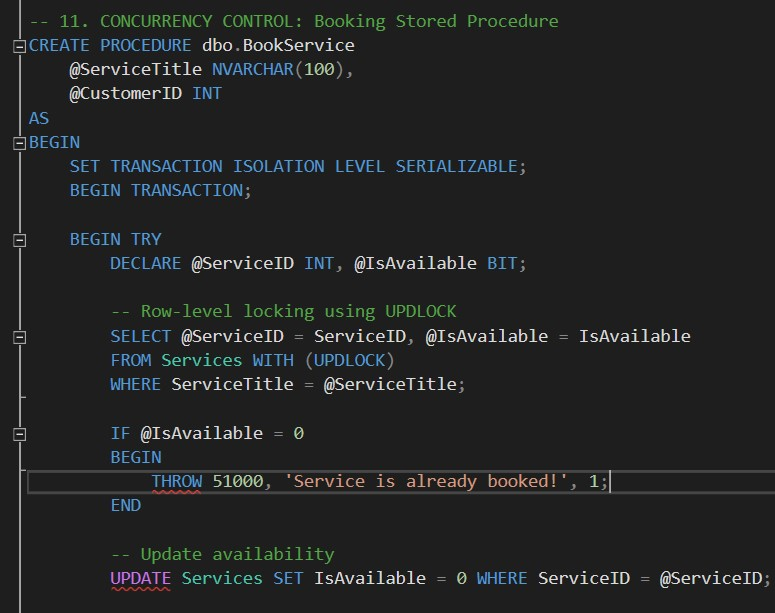 -- 11. CONCURRENCY CONTROL: Booking Stored Procedure
CREATE PROCEDURE dbo.BookService
    @ServiceTitle NVARCHAR(100),
    @CustomerID INT
AS
BEGIN
    SET TRANSACTION ISOLATION LEVEL SERIALIZABLE;
    BEGIN TRANSACTION;

    BEGIN TRY
        DECLARE @ServiceID INT, @IsAvailable BIT;

        -- Row-level locking using UPDLOCK
        SELECT @ServiceID = ServiceID, @IsAvailable = IsAvailable
        FROM Services WITH (UPDLOCK)
        WHERE ServiceTitle = @ServiceTitle;

        IF @IsAvailable = 0
        BEGIN
            THROW 51000, 'Service is already booked!', 1;
        END

        -- Update availability
        UPDATE Services SET IsAvailable = 0 WHERE ServiceID = @ServiceID;